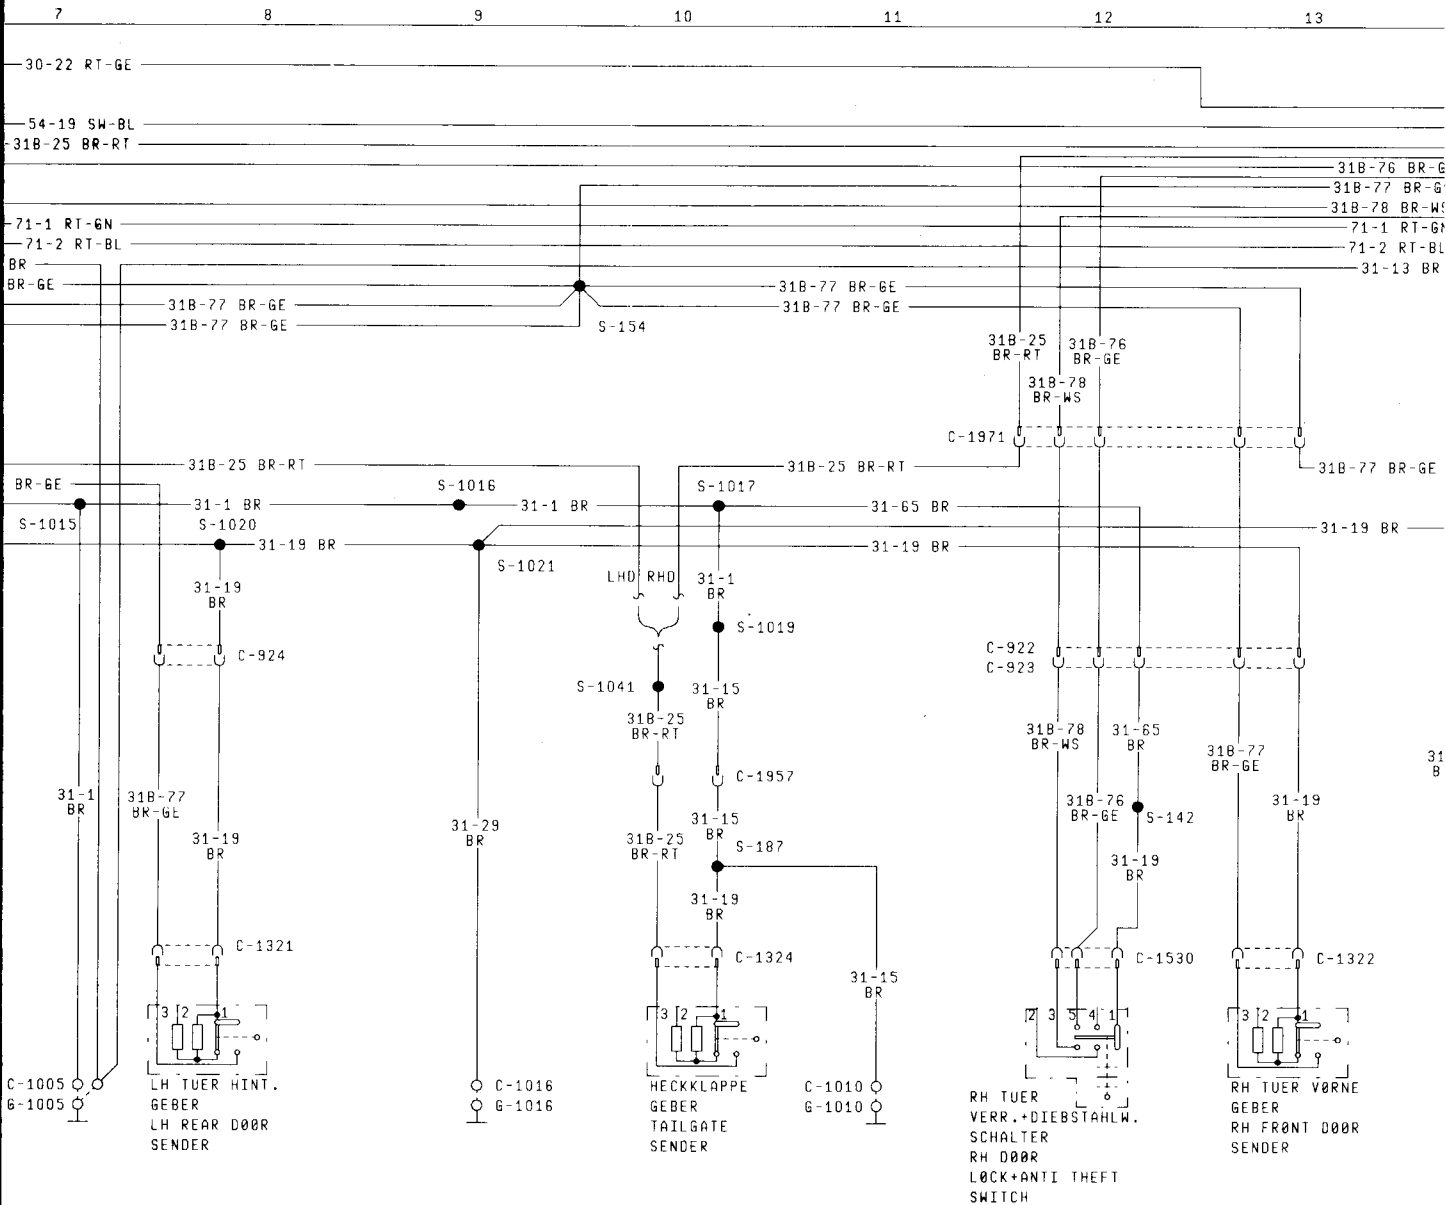 7 8 9 10 11 12 13
30-22 RT-GE
54-19 SW-BL
31B-25 BR-RT
31B-76 BR-G
31B-77 BR-G
31B-78 BR-WS
71-1 RT-GN
71-1 RT-GN
71-2 RT-BL
71-2 RT-BL
BR
31-13 BR
BR-GE
31B-77 BR-GE
31B-77 BR-GE
31B-77 BR-GE
31B-77 BR-GE
S-154
31B-25
BR-RT
31B-76
BR-GE
31B-78
BR-WS
C-1971
31B-25 BR-RT
31B-25 BR-RT
31B-77 BR-GE
BR-GE
S-1016
S-1017
31-1 BR
31-1 BR
31-65 BR
S-1015
S-1020
31-19 BR
31-19 BR
31-19 BR
S-1021
LHD RHD
31-19
BR
31-1
BR
S-1019
C-924
C-922
C-923
S-1041
31-15
BR
31B-25
BR-RT
31B-78
BR-WS
31-65
BR
31B-77
BR-GE
31
B
C-1957
31-1
BR
31B-77
BR-GE
31B-76
BR-GE
S-142
31-19
BR
31-19
BR
31-29
BR
31B-25
BR-RT
31-15
BR
S-187
31-19
BR
31-19
BR
C-1321
C-1324
C-1530
C-1322
31-15
BR
3 2 1
3 2 1
2 3 5 4 1
3 2 1
C-1005
G-1005
LH TUER HINT.
GEBER
LH REAR DOOR
SENDER
C-1016
G-1016
HECKKLAPPE
GEBER
TAILGATE
SENDER
C-1010
G-1010
RH TUER
VERR.+DIEBSTAHLW.
SCHALTER
RH DOOR
LOCK+ANTI THEFT
SWITCH
RH TUER VORNE
GEBER
RH FRONT DOOR
SENDER